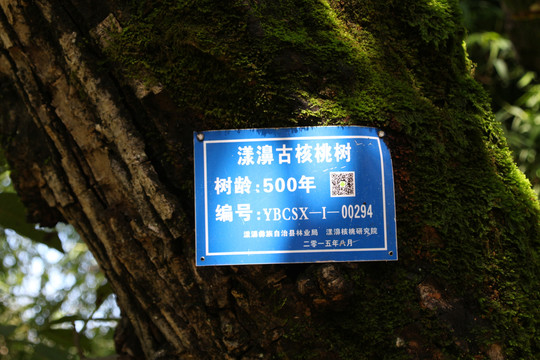 漾濞古核桃树
树龄:500年
编号:YBCSX—I—00294
漾濞彝族自治县林业局 漾濞核桃研究院
二零一五年八月